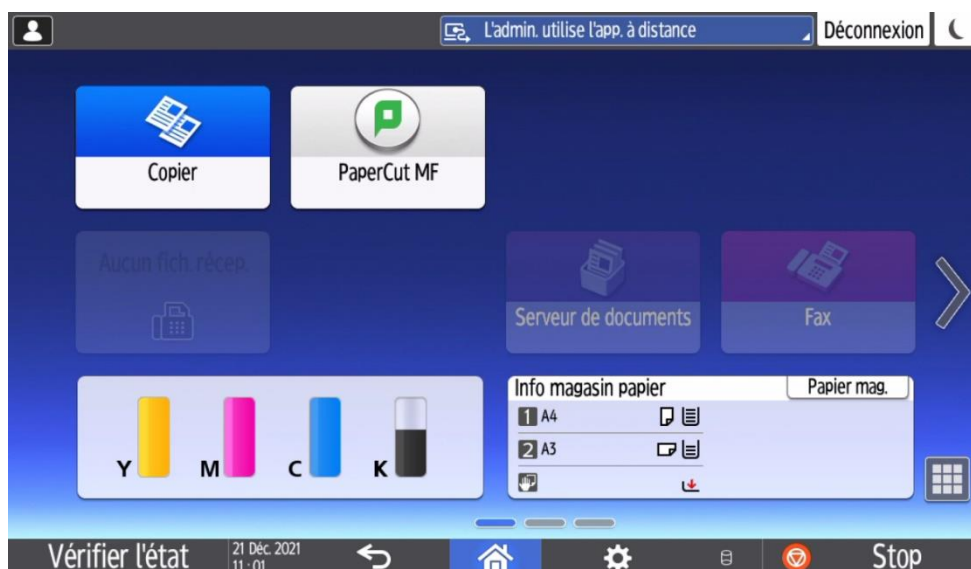 L'admin. utilise l'app. à distance
Déconnexion
Copier
PaperCut MF
Aucun fich. récep.
Serveur de documents
Fax
Info magasin papier
Papier mag.
1 A4
2 A3
Y M C K
Vérifier l'état
21 Déc. 2021
11 : 01
Stop